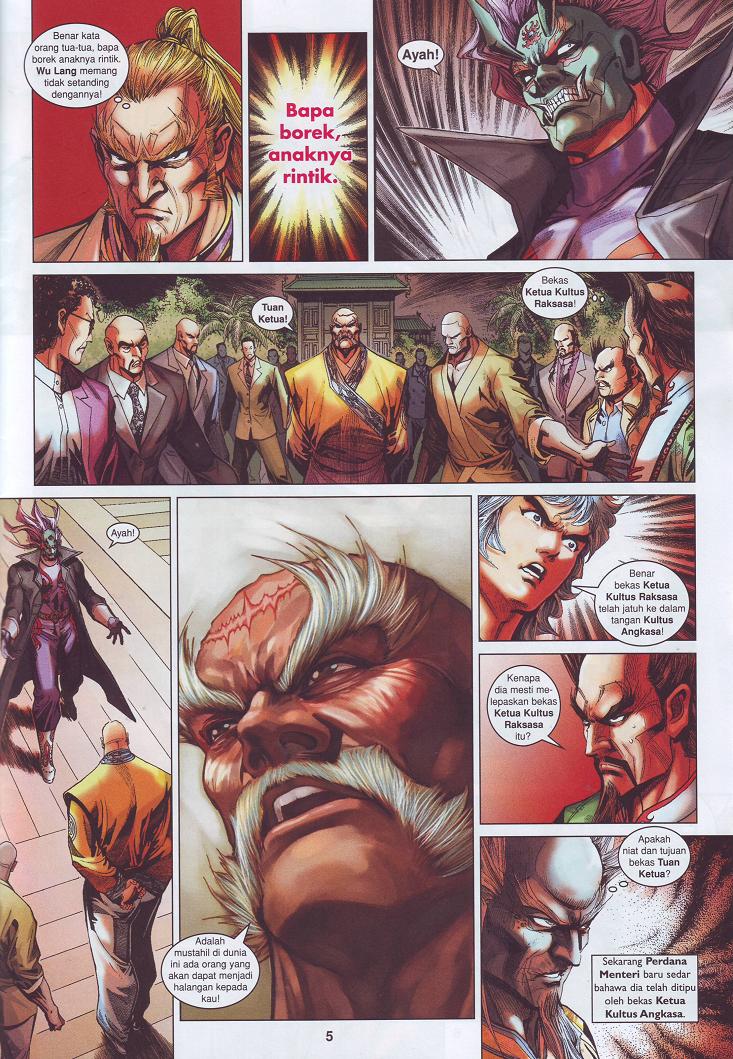 Benar kata
orang tua-tua, bapa
borek anaknya rintik.
Wu Lang memang
tidak setanding
dengannya!
Bapa
borek,
anaknya
rintik.
Ayah!
Tuan
Ketua!
Bekas
Ketua Kultus
Raksasa!
Ayah!
Adalah
mustahil di dunia
ini ada orang yang
akan dapat menjadi
halangan kepada
kau!
Benar
bekas Ketua
Kultus Raksasa
telah jatuh ke dalam
tangan Kultus
Angkasa!
Kenapa
dia mesti me-
lepaskan bekas
Ketua Kultus
Raksasa
itu?
Apakah
niat dan tujuan
bekas Tuan
Ketua?
Sekarang Perdana
Menteri baru sedar
bahawa dia telah ditipu
oleh bekas Ketua
Kultus Angkasa.
5